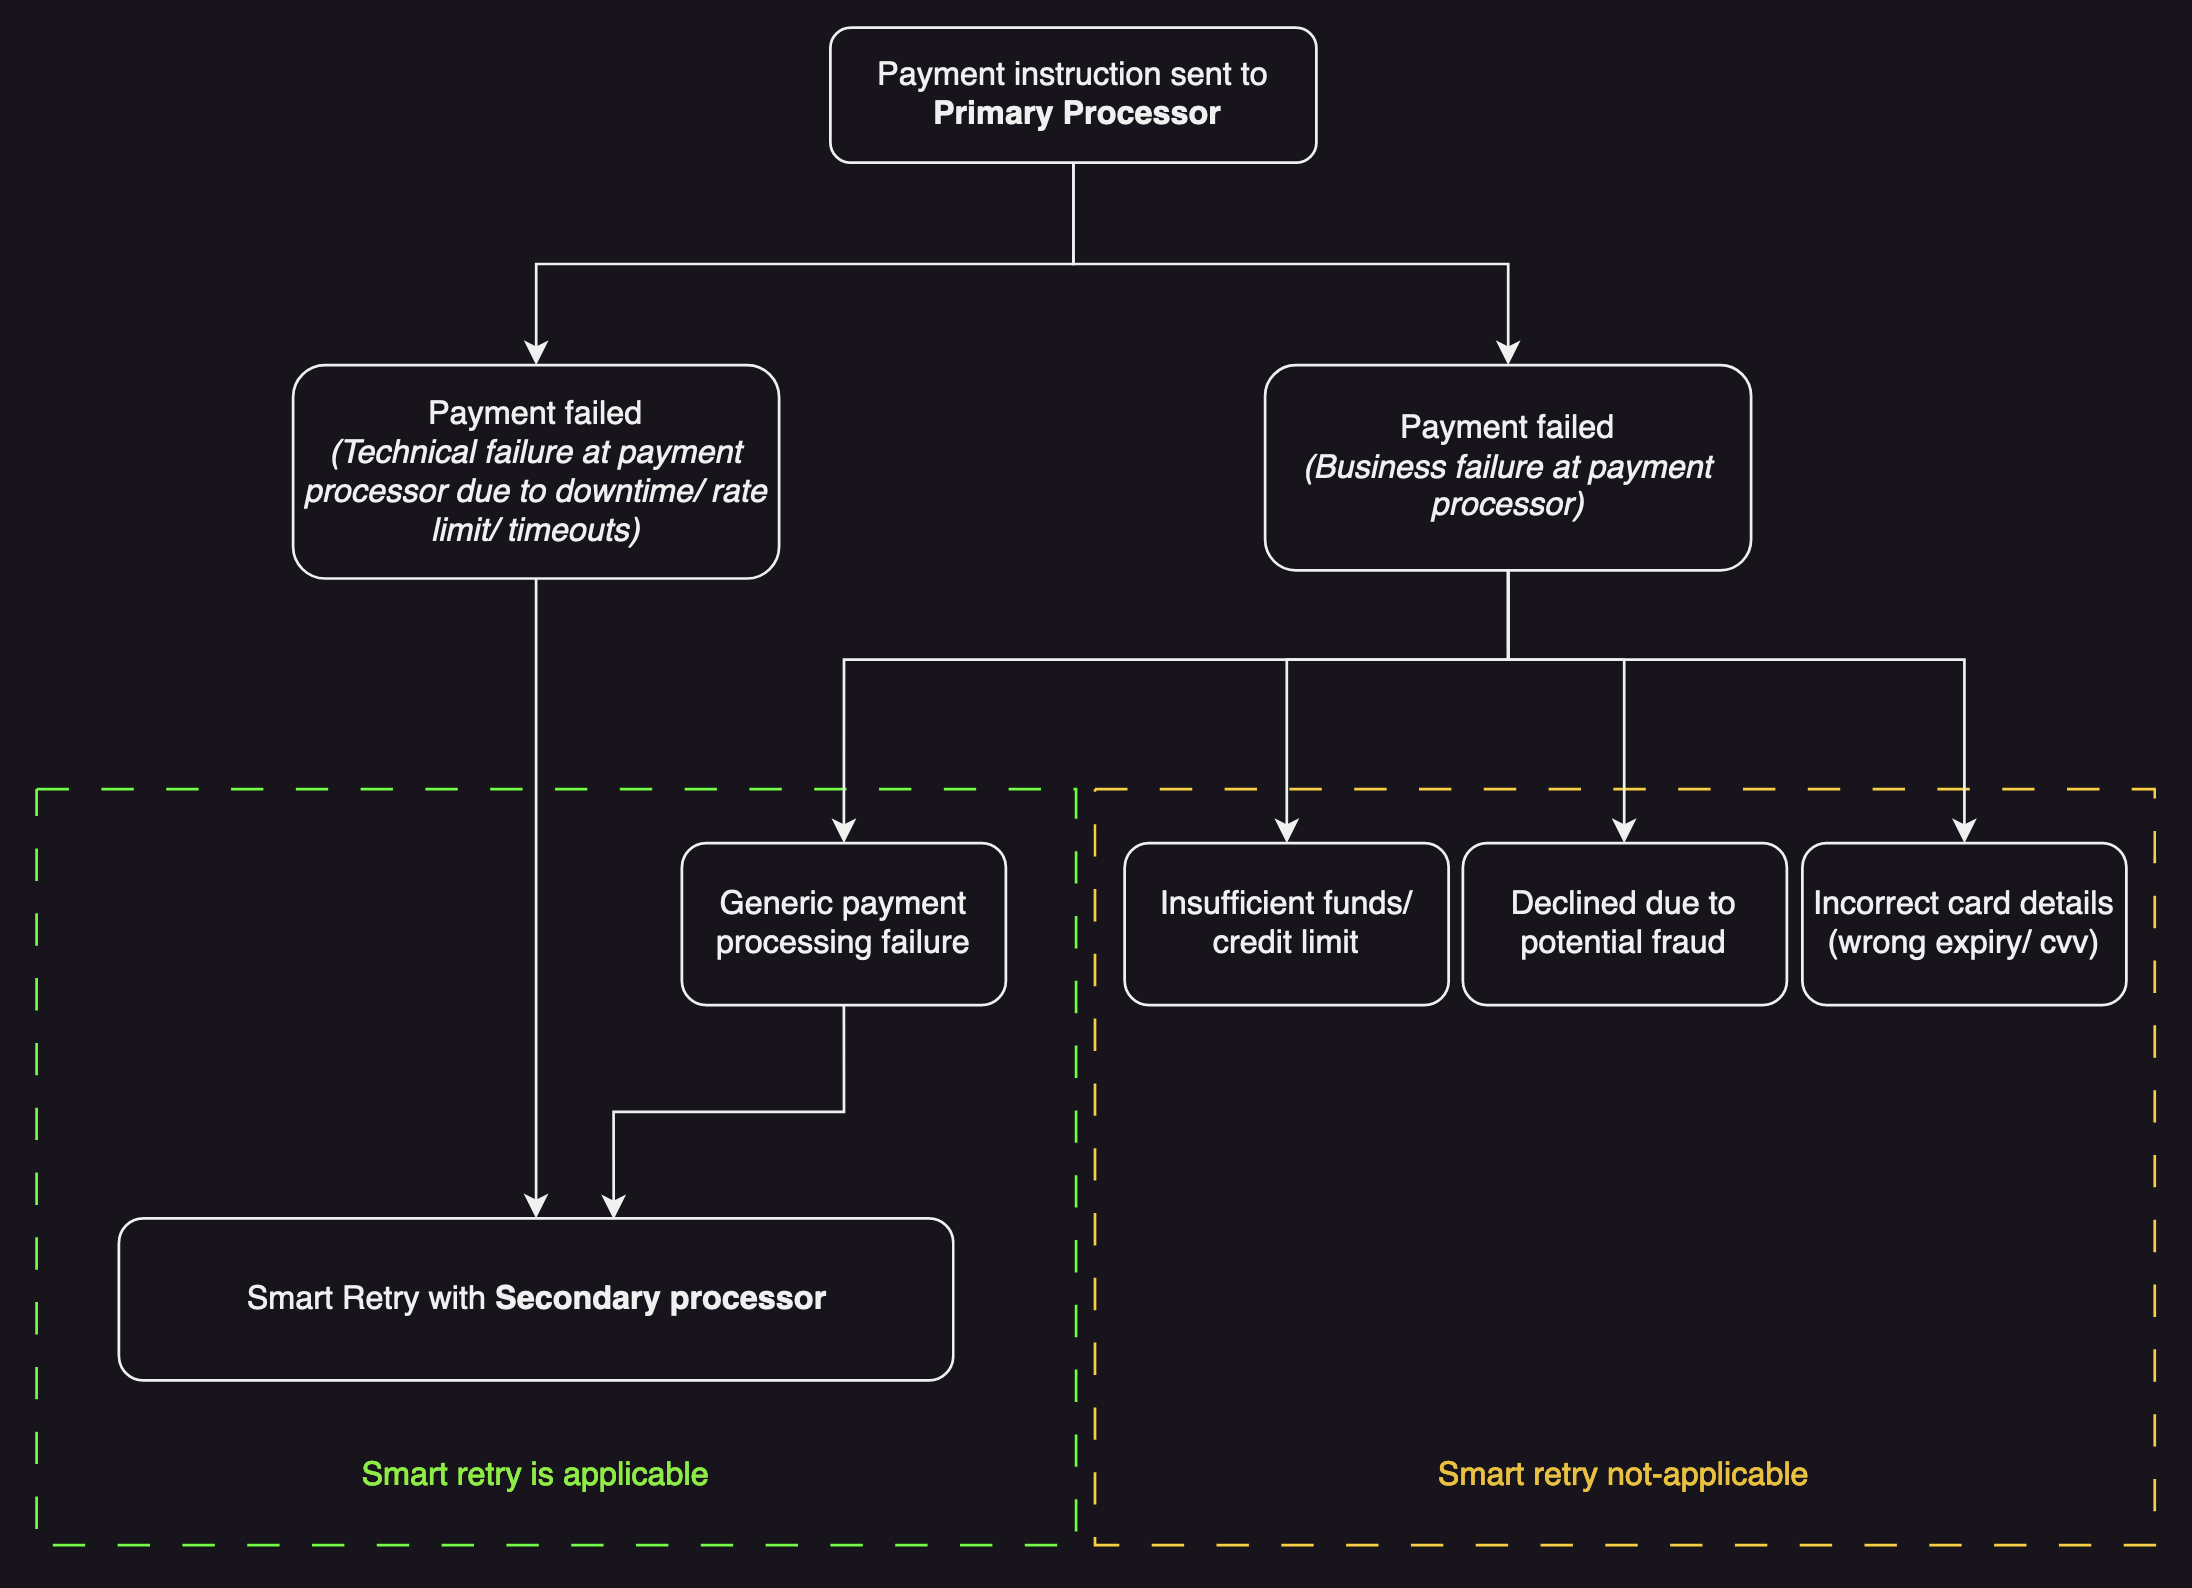 Payment instruction sent to
Primary Processor
Payment failed
(Technical failure at payment
processor due to downtime/ rate
limit/ timeouts)
Payment failed
(Business failure at payment
processor)
Generic payment
processing failure
Insufficient funds/
credit limit
Declined due to
potential fraud
Incorrect card details
(wrong expiry/ cvv)
Smart Retry with Secondary processor
Smart retry is applicable
Smart retry not-applicable